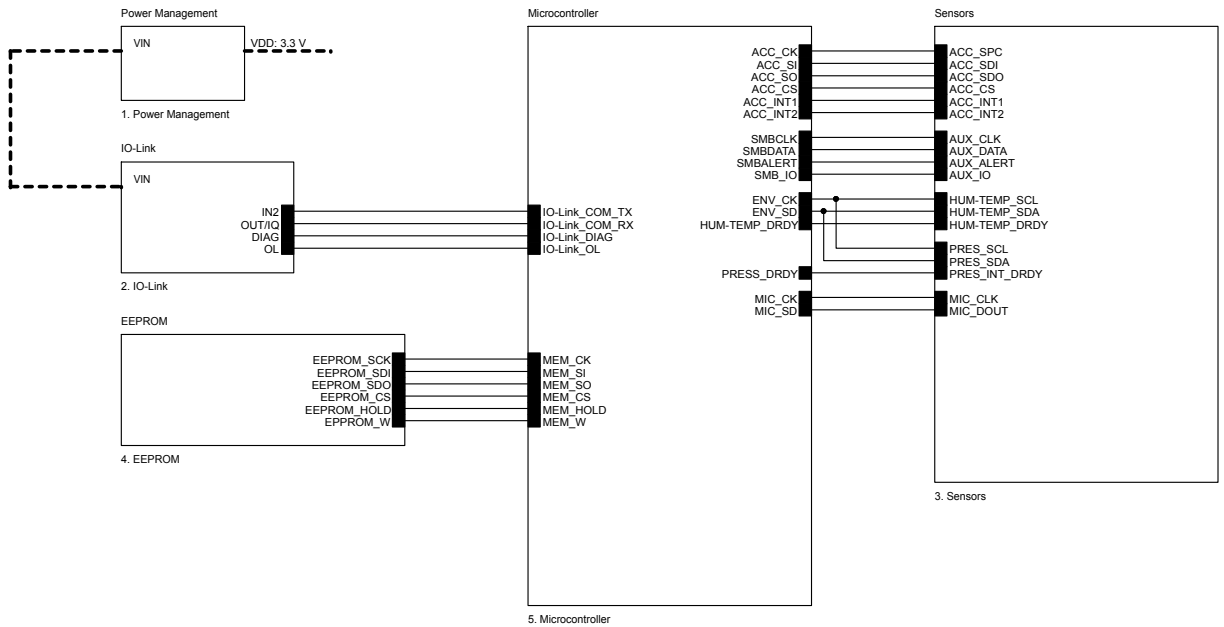 Power Management
VIN
VDD: 3.3 V
1. Power Management
IO-Link
VIN
IN2
OUT/IQ
DIAG
OL
2. IO-Link
EEPROM
EEPROM_SCK
EEPROM_SDI
EEPROM_SDO
EEPROM_CS
EEPROM_HOLD
EPPROM_W
4. EEPROM
Microcontroller
IO-Link_COM_TX
IO-Link_COM_RX
IO-Link_DIAG
IO-Link_OL
MEM_CK
MEM_SI
MEM_SO
MEM_CS
MEM_HOLD
MEM_W
ACC_CK
ACC_SI
ACC_SO
ACC_CS
ACC_INT1
ACC_INT2
SMBCLK
SMBDATA
SMBALERT
SMB_IO
ENV_CK
ENV_SD
HUM-TEMP_DRDY
PRESS_DRDY
MIC_CK
MIC_SD
5. Microcontroller
Sensors
ACC_SPC
ACC_SDI
ACC_SDO
ACC_CS
ACC_INT1
ACC_INT2
AUX_CLK
AUX_DATA
AUX_ALERT
AUX_IO
HUM-TEMP_SCL
HUM-TEMP_SDA
HUM-TEMP_DRDY
PRES_SCL
PRES_SDA
PRES_INT_DRDY
MIC_CLK
MIC_DOUT
3. Sensors